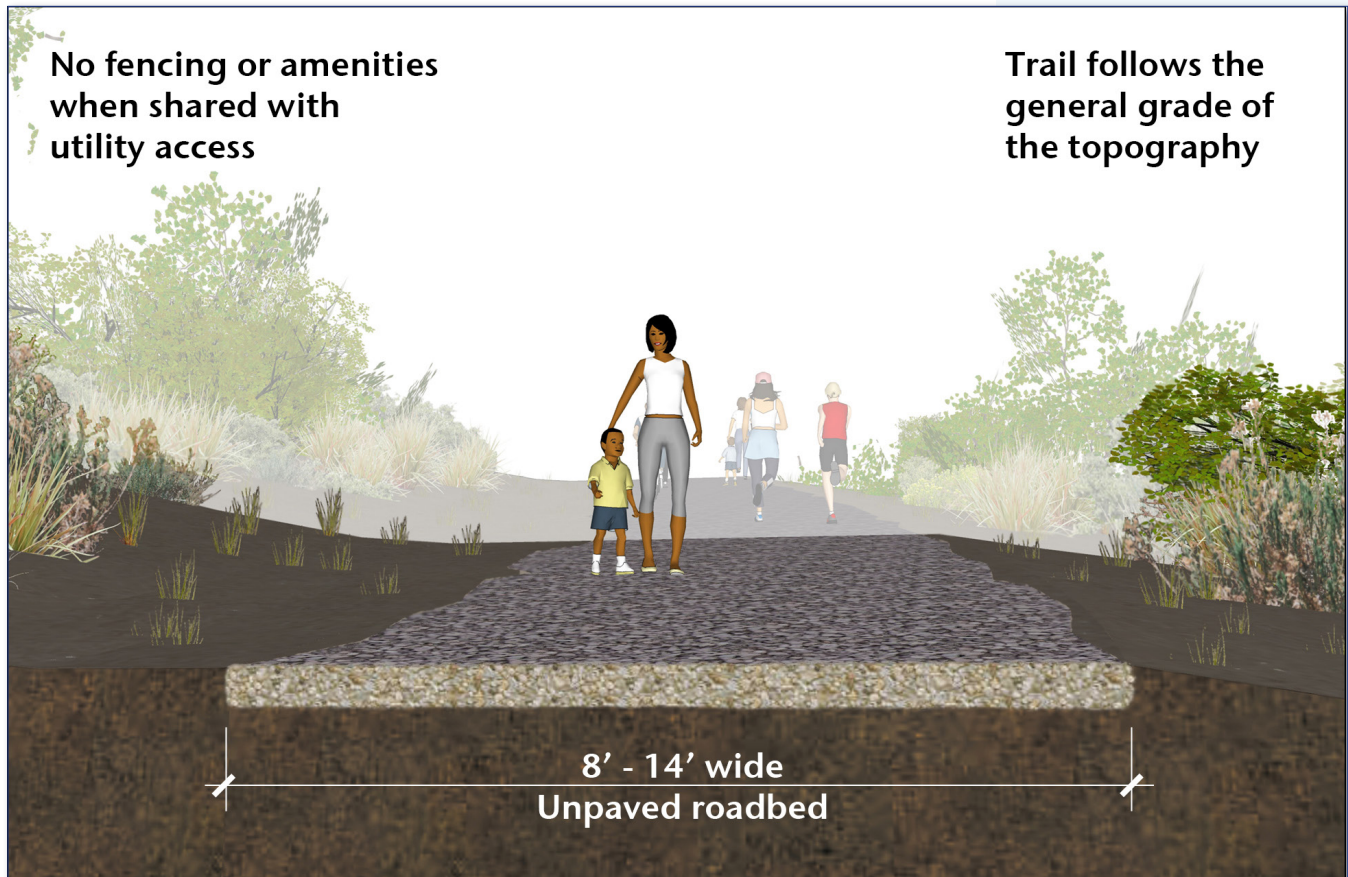 No fencing or amenities
when shared with
utility access
Trail follows the
general grade of
the topography
8’ - 14’ wide
Unpaved roadbed